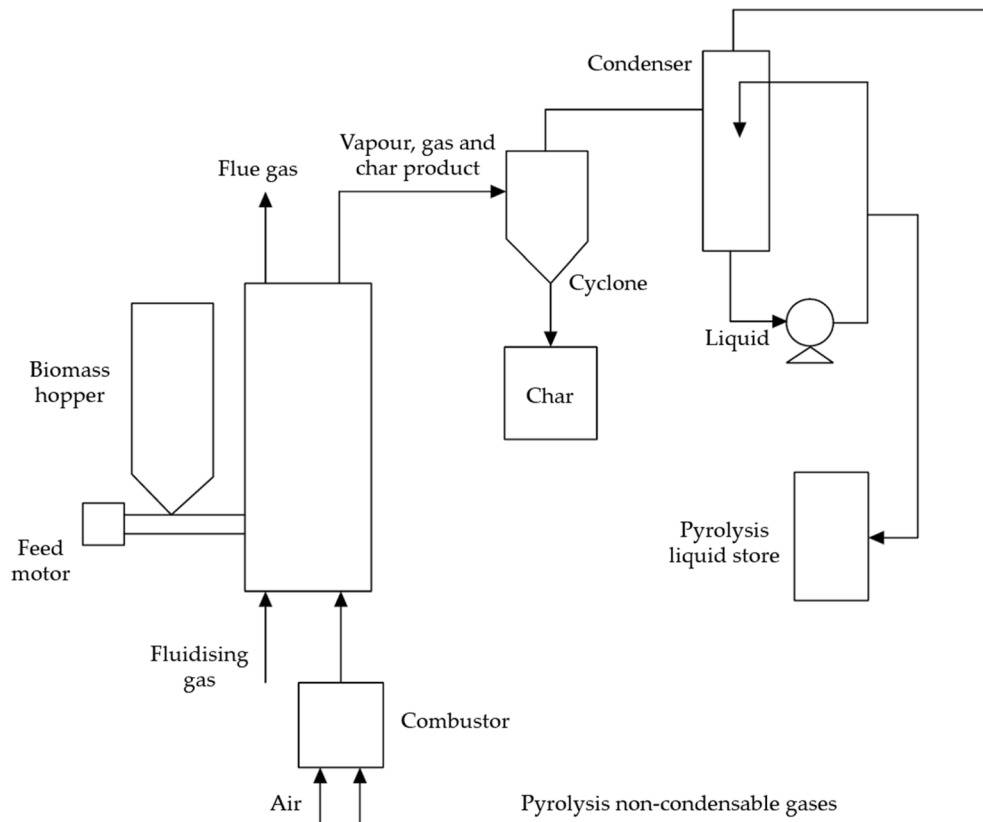 Condenser
Vapour, gas and
char product
Flue gas
Cyclone
Liquid
Biomass
hopper
Char
Pyrolysis
liquid store
Feed
motor
Fluidising
gas
Combustor
Air
Pyrolysis non-condensable gases